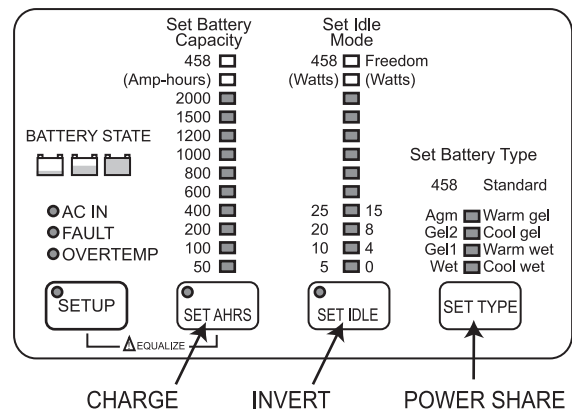 Set Battery Capacity
Set Idle Mode
458
458 Freedom
(Amp-hours)
(Watts) (Watts)
2000
1500
1200
1000
800
600
400 25 15
200 20 8
100 10 4
50 5 0
BATTERY STATE
AC IN
FAULT
OVERTEMP
Set Battery Type
458 Standard
Agm Warm gel
Gel2 Cool gel
Gel1 Warm wet
Wet Cool wet
SETUP
SET AHRS
SET IDLE
SET TYPE
EQUALIZE
CHARGE
INVERT
POWER SHARE